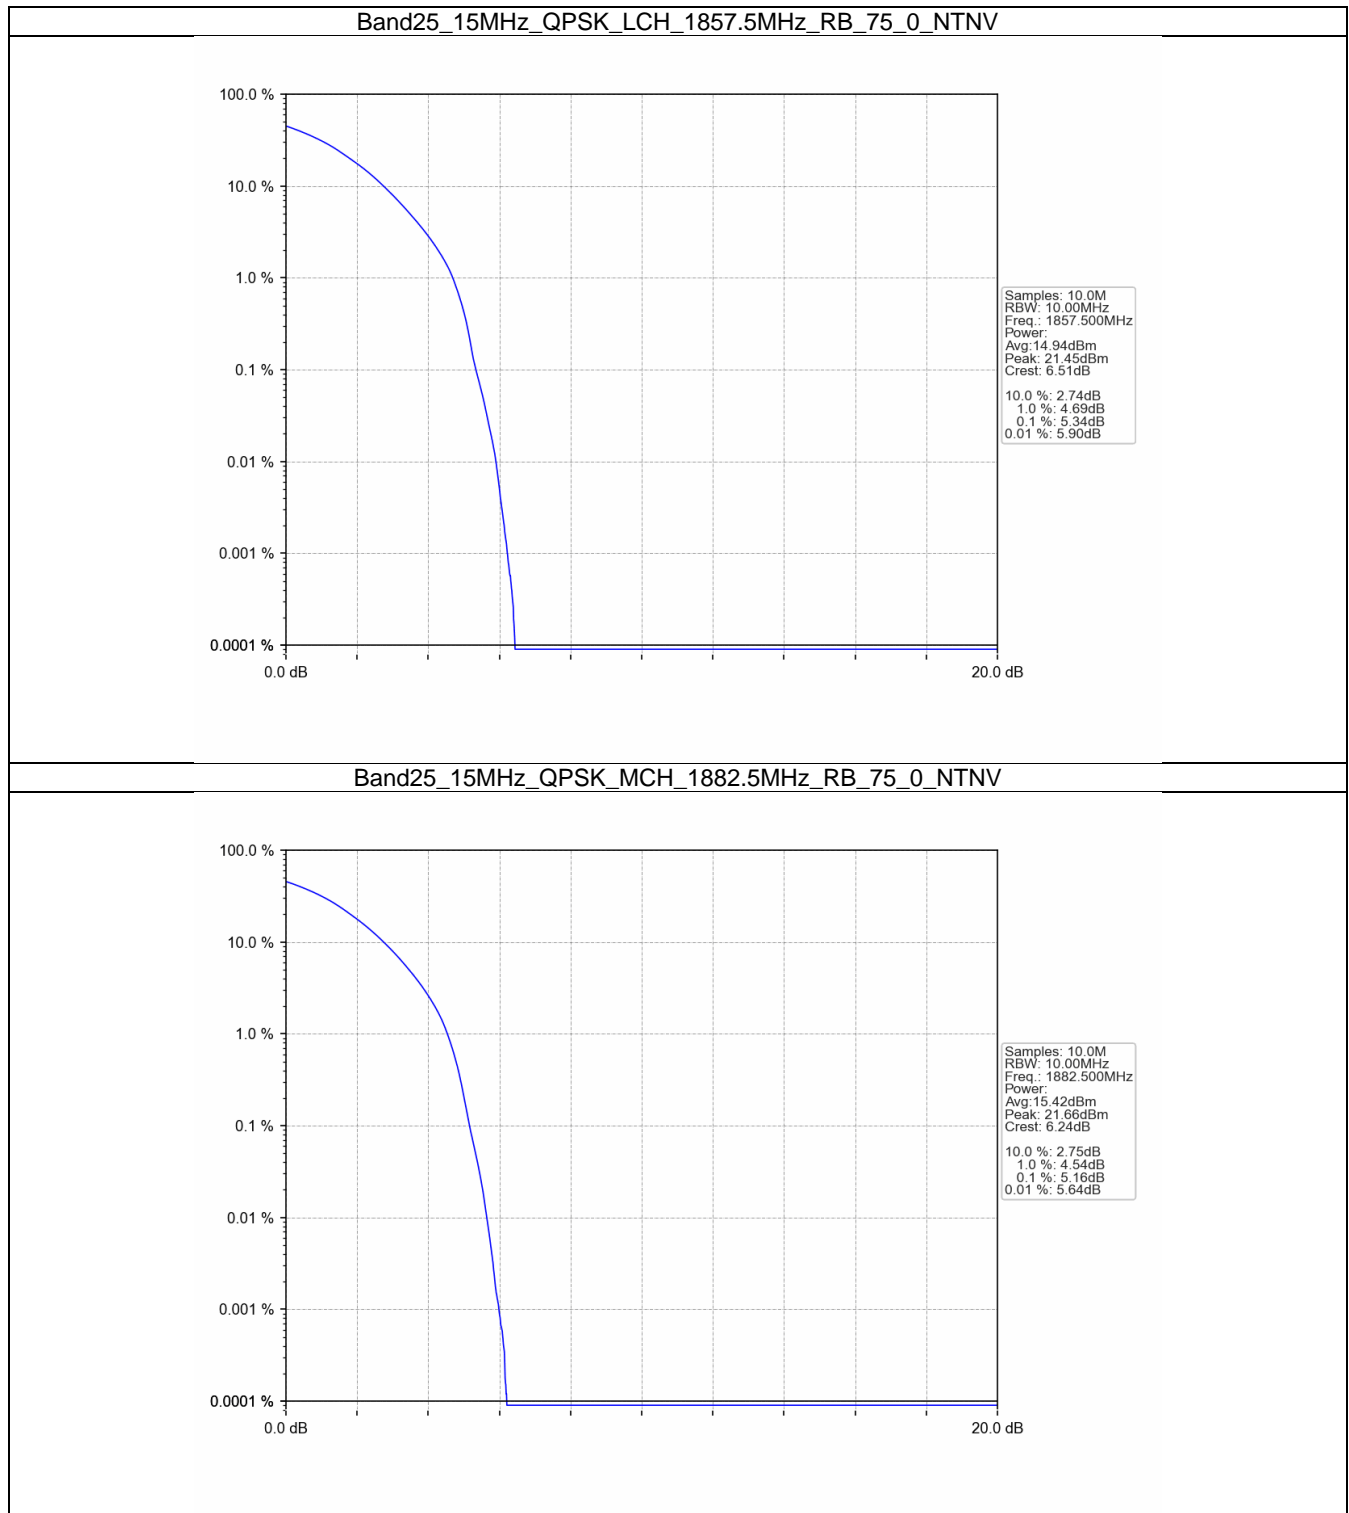 Band25_15MHz_QPSK_LCH_1857.5MHz_RB_75_0_NTNV
100.0 %
10.0 %
1.0 %
0.1 %
0.01 %
0.001 %
0.0001 %
0.0 dB
20.0 dB
Samples: 10.0M
RBW: 10.00MHz
Freq.: 1857.500MHz
Power:
Avg:14.94dBm
Peak: 21.45dBm
Crest: 6.51dB
10.0 %: 2.74dB
1.0 %: 4.69dB
0.1 %: 5.34dB
0.01 %: 5.90dB
Band25_15MHz_QPSK_MCH_1882.5MHz_RB_75_0_NTNV
100.0 %
10.0 %
1.0 %
0.1 %
0.01 %
0.001 %
0.0001 %
0.0 dB
20.0 dB
Samples: 10.0M
RBW: 10.00MHz
Freq.: 1882.500MHz
Power:
Avg:15.42dBm
Peak: 21.66dBm
Crest: 6.24dB
10.0 %: 2.75dB
1.0 %: 4.54dB
0.1 %: 5.16dB
0.01 %: 5.64dB